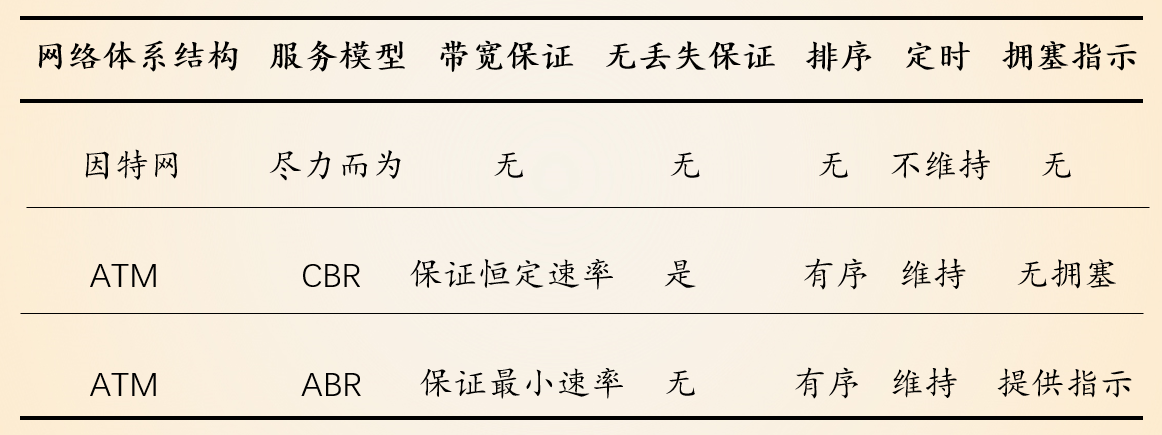 网络体系结构 服务模型 带宽保证 无丢失保证 排序 定时 拥塞指示
因特网 尽力而为 无 无 无 不维持 无
ATM CBR 保证恒定速率 是 有序 维持 无拥塞
ATM ABR 保证最小速率 无 有序 维持 提供指示